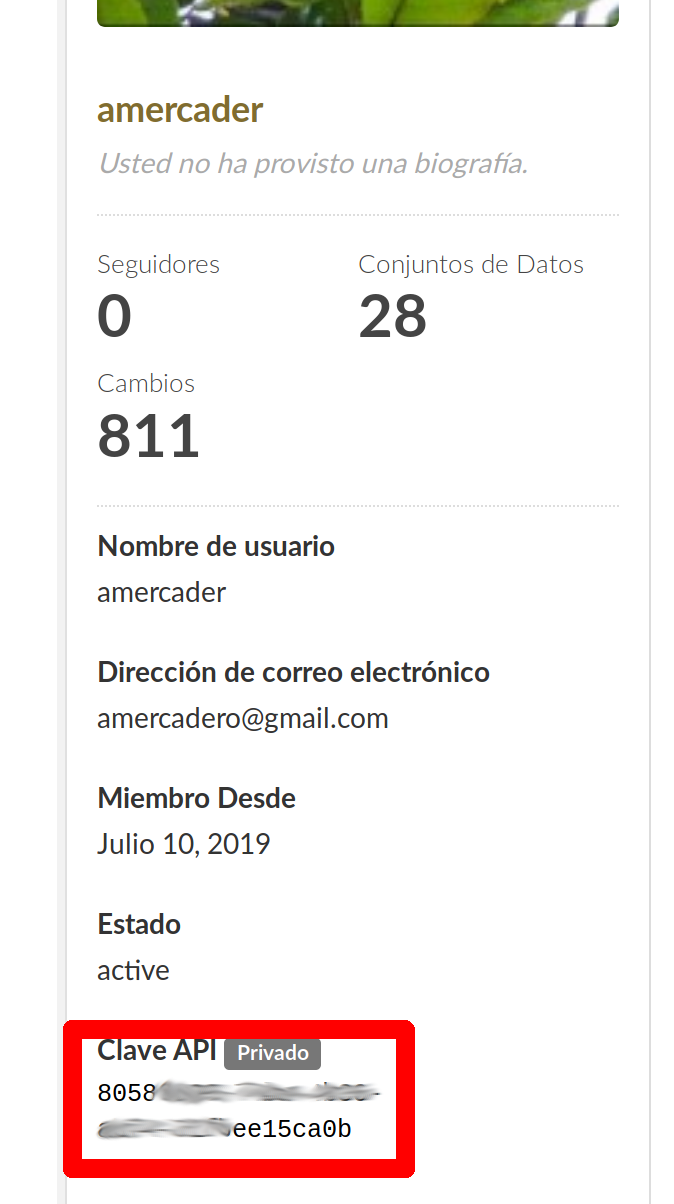 amercader
Usted no ha provisto una biografía.
Seguidores
0
Conjuntos de Datos
28
Cambios
811
Nombre de usuario
amercader
Dirección de correo electrónico
amercadero@gmail.com
Miembro Desde
Julio 10, 2019
Estado
active
Clave API Privado
8058
ee15ca0b